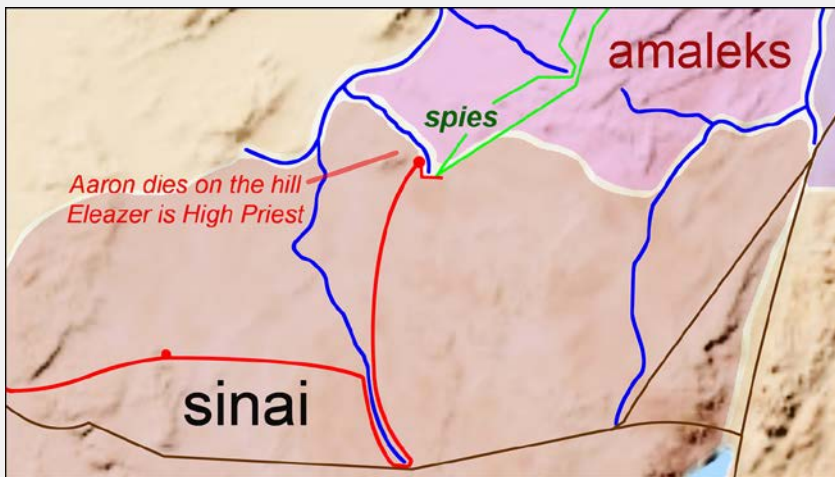 amaleks
spies
Aaron dies on the hill
Eleazer is High Priest
sinai